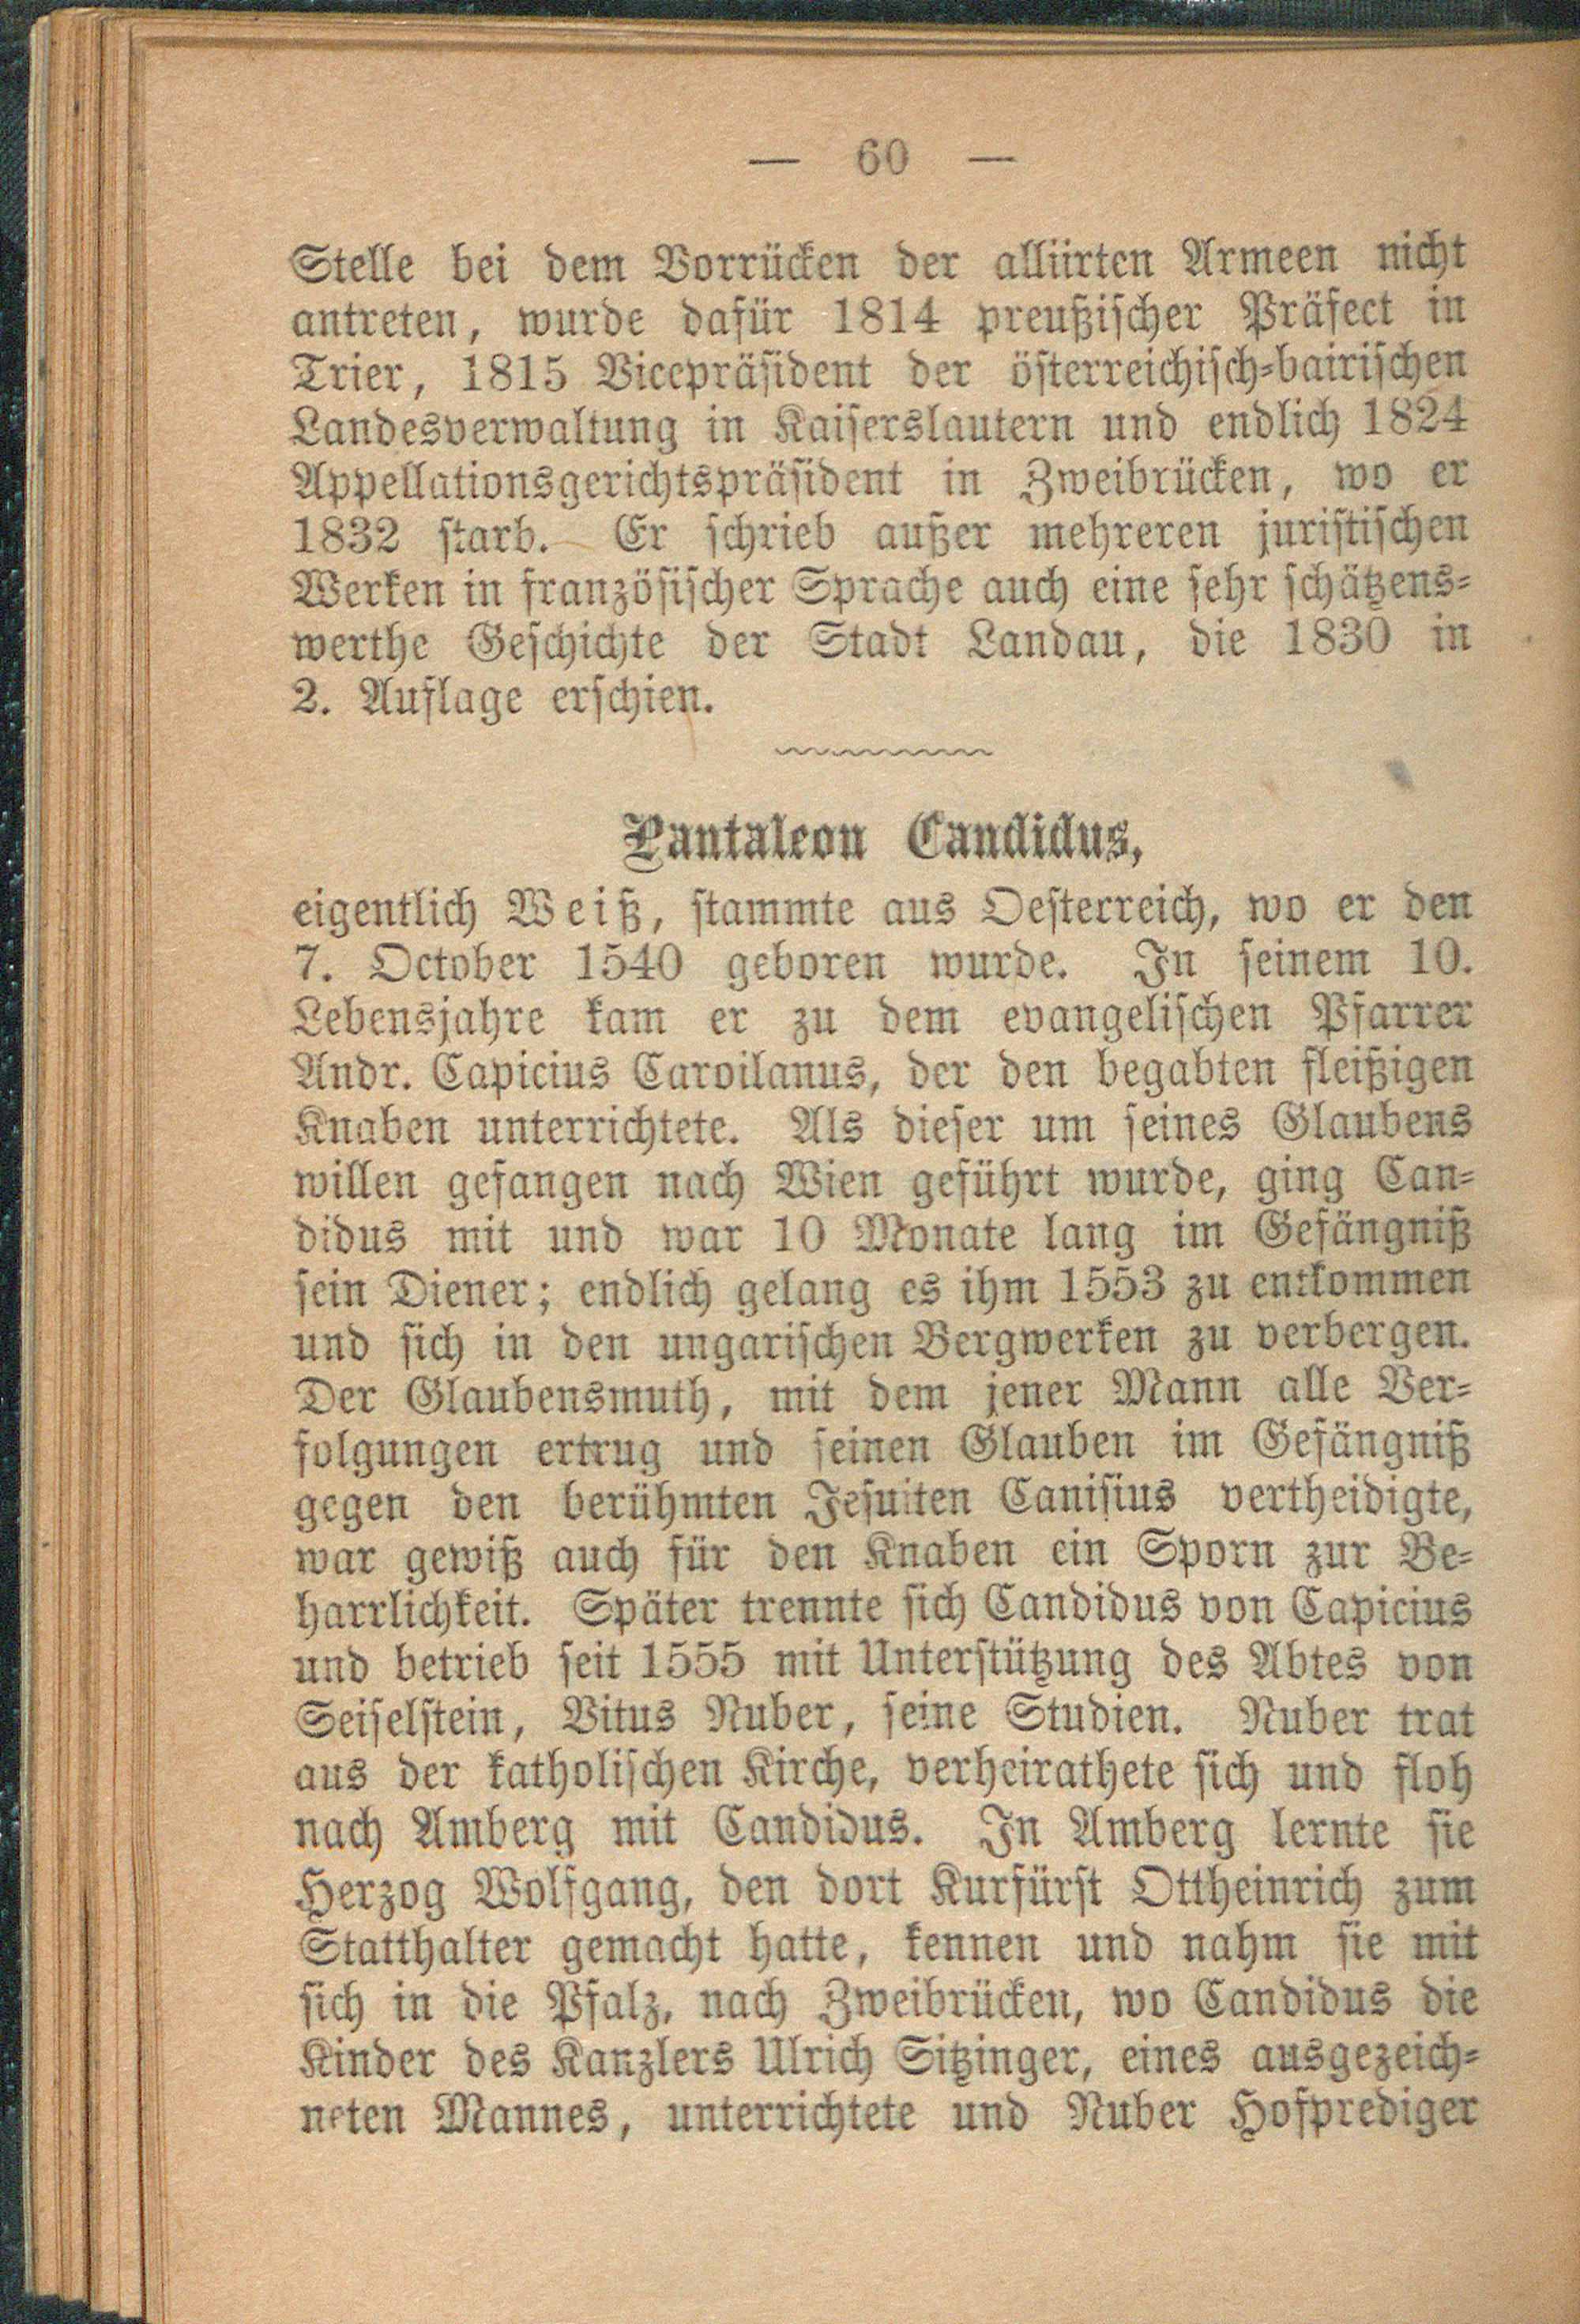 — 60 —
Stelle bei dem Vorrücken der alliirten Armeen nicht
antreten, wurde dafür 1814 preußischer Präfect in
Trier, 1815 Vicepräsident der österreichisch-bairischen
Landesverwaltung in Kaiserslautern und endlich 1824
Appellationsgerichtspräsident in Zweibrücken, wo er
1832 starb. Er schrieb außer mehreren juristischen
Werken in französischer Sprache auch eine sehr schätzens-
werthe Geschichte der Stadt Landau, die 1830 in
2. Auflage erschien.
Pantaleon Candidus,
eigentlich Weiß, stammte aus Oesterreich, wo er den
7. October 1540 geboren wurde. In seinem 10.
Lebensjahre kam er zu dem evangelischen Pfarrer
Andr. Capicius Caroilanus, der den begabten fleißigen
Knaben unterrichtete. Als dieser um seines Glaubens
willen gefangen nach Wien geführt wurde, ging Can-
didus mit und war 10 Monate lang im Gefängniß
sein Diener; endlich gelang es ihm 1553 zu entkommen
und sich in den ungarischen Bergwerken zu verbergen.
Der Glaubensmuth, mit dem jener Mann alle Ver-
folgungen ertrug und seinen Glauben im Gefängniß
gegen den berühmten Jesuiten Canisius vertheidigte,
war gewiß auch für den Knaben ein Sporn zur Be-
harrlichkeit. Später trennte sich Candidus von Capicius
und betrieb seit 1555 mit Unterstützung des Abtes von
Seiselstein, Vitus Nuber, seine Studien. Nuber trat
aus der katholischen Kirche, verheirathete sich und floh
nach Amberg mit Candidus. In Amberg lernte sie
Herzog Wolfgang, den dort Kurfürst Ottheinrich zum
Statthalter gemacht hatte, kennen und nahm sie mit
sich in die Pfalz, nach Zweibrücken, wo Candidus die
Kinder des Kanzlers Ulrich Sitzinger, eines ausgezeich-
neten Mannes, unterrichtete und Nuber Hofprediger